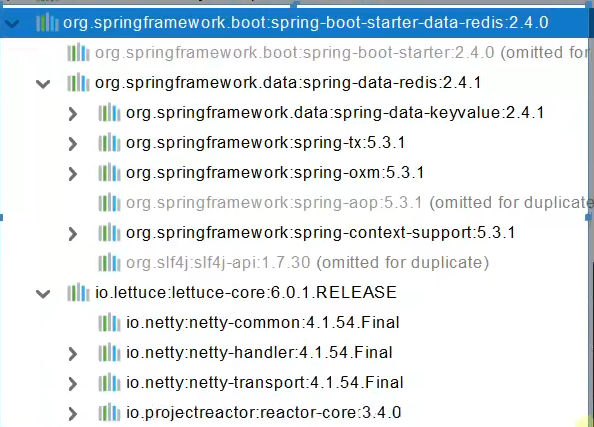 org.springframework.boot:spring-boot-starter-data-redis:2.4.0
org.springframework.boot:spring-boot-starter:2.4.0 (omitted for
org.springframework.data:spring-data-redis:2.4.1
org.springframework.data:spring-data-keyvalue:2.4.1
org.springframework:spring-tx:5.3.1
org.springframework:spring-oxm:5.3.1
org.springframework:spring-aop:5.3.1 (omitted for duplicate
org.springframework:spring-context-support:5.3.1
org.slf4j:slf4j-api:1.7.30 (omitted for duplicate)
io.lettuce:lettuce-core:6.0.1.RELEASE
io.netty:netty-common:4.1.54.Final
io.netty:netty-handler:4.1.54.Final
io.netty:netty-transport:4.1.54.Final
io.projectreactor:reactor-core:3.4.0